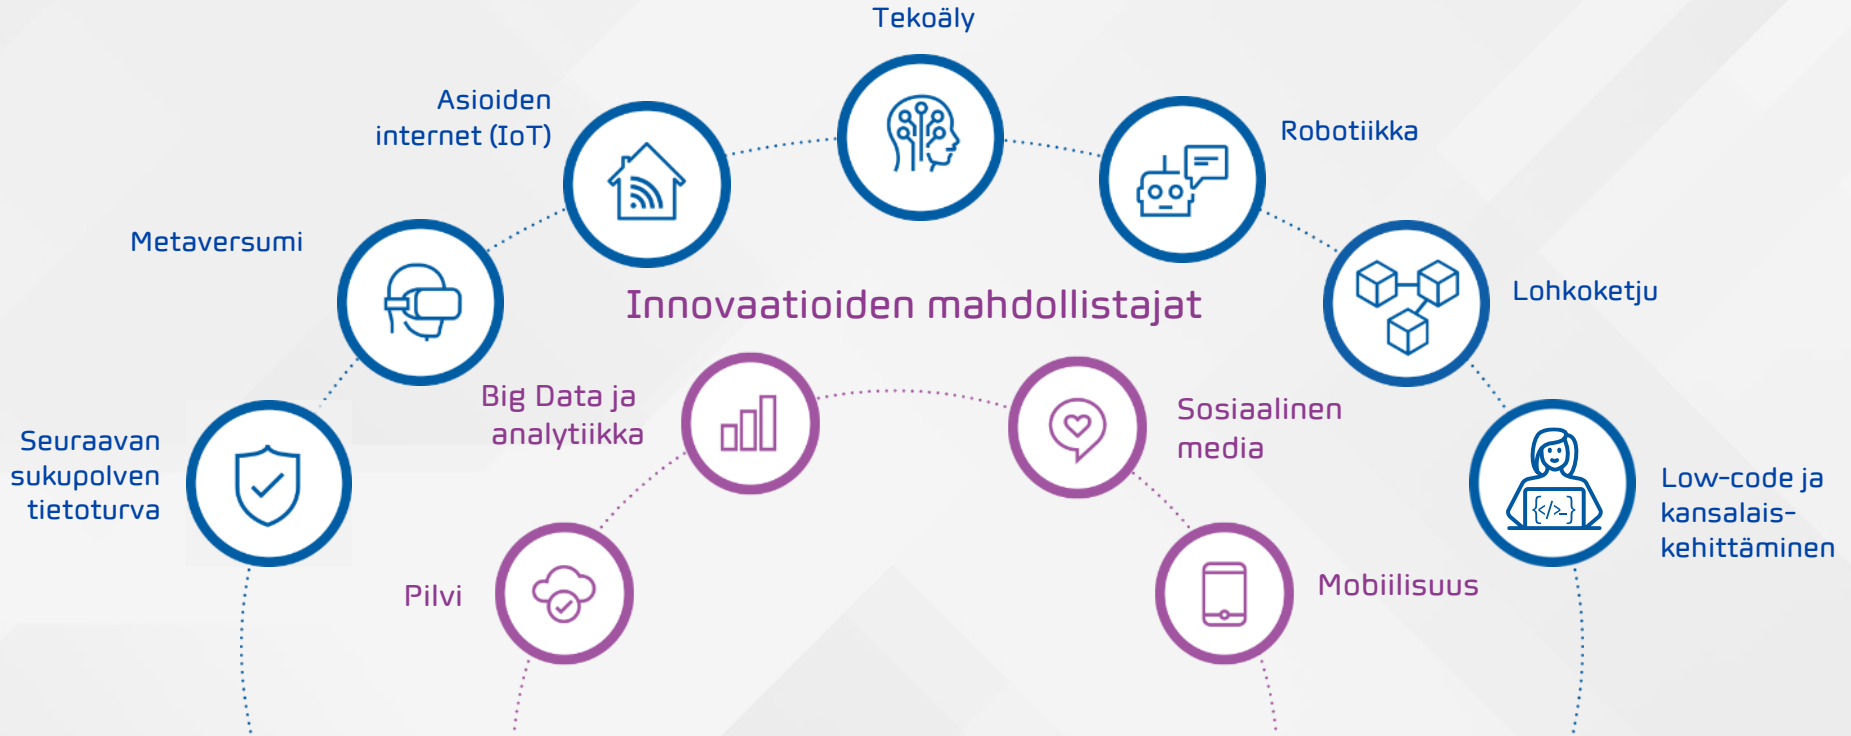 Tekoäly
Asioiden
internet (IoT)
Robotiikka
Metaversumi
Lohkoketju
Seuraavan
sukupolven
tietoturva
Low-code ja
kansalais-
kehittäminen
{</>_}
Innovaatioiden mahdollistajat
Big Data ja
analytiikka
Sosiaalinen
media
Pilvi
Mobiilisuus